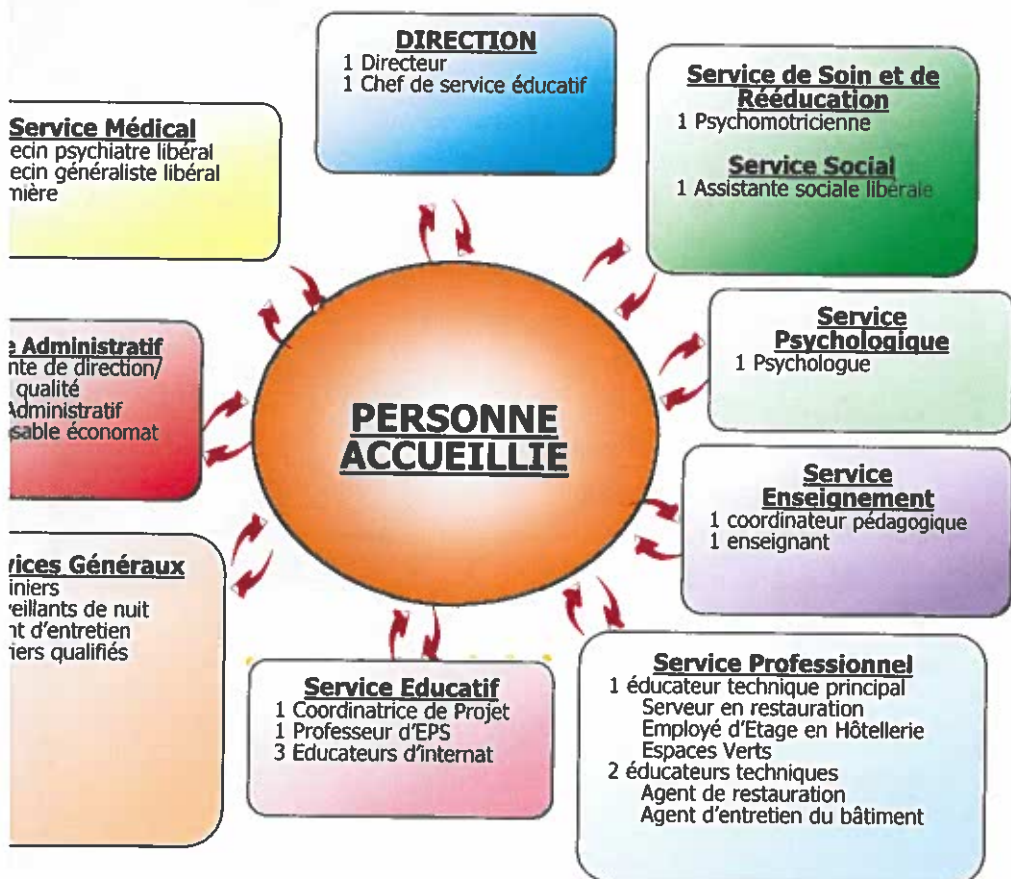 DIRECTION
1 Directeur
1 Chef de service éducatif
Service de Soin et de
Rééducation
1 Psychomotricienne
Service Social
1 Assistante sociale libérale
Service Médical
ecin psychiatre libéral
ecin généraliste libéral
mière
Service
Psychologique
1 Psychologue
e Administratif
nte de direction/
qualité
Administratif
sable économat
PERSONNE
ACCUEILLIE
Service
Enseignement
1 coordinateur pédagogique
1 enseignant
vices Généraux
iniers
veillants de nuit
nt d'entretien
riers qualifiés
Service Educatif
1 Coordinatrice de Projet
1 Professeur d'EPS
3 Educateurs d'internat
Service Professionnel
1 éducateur technique principal
Serveur en restauration
Employé d'Etage en Hôtellerie
Espaces Verts
2 éducateurs techniques
Agent de restauration
Agent d'entretien du bâtiment